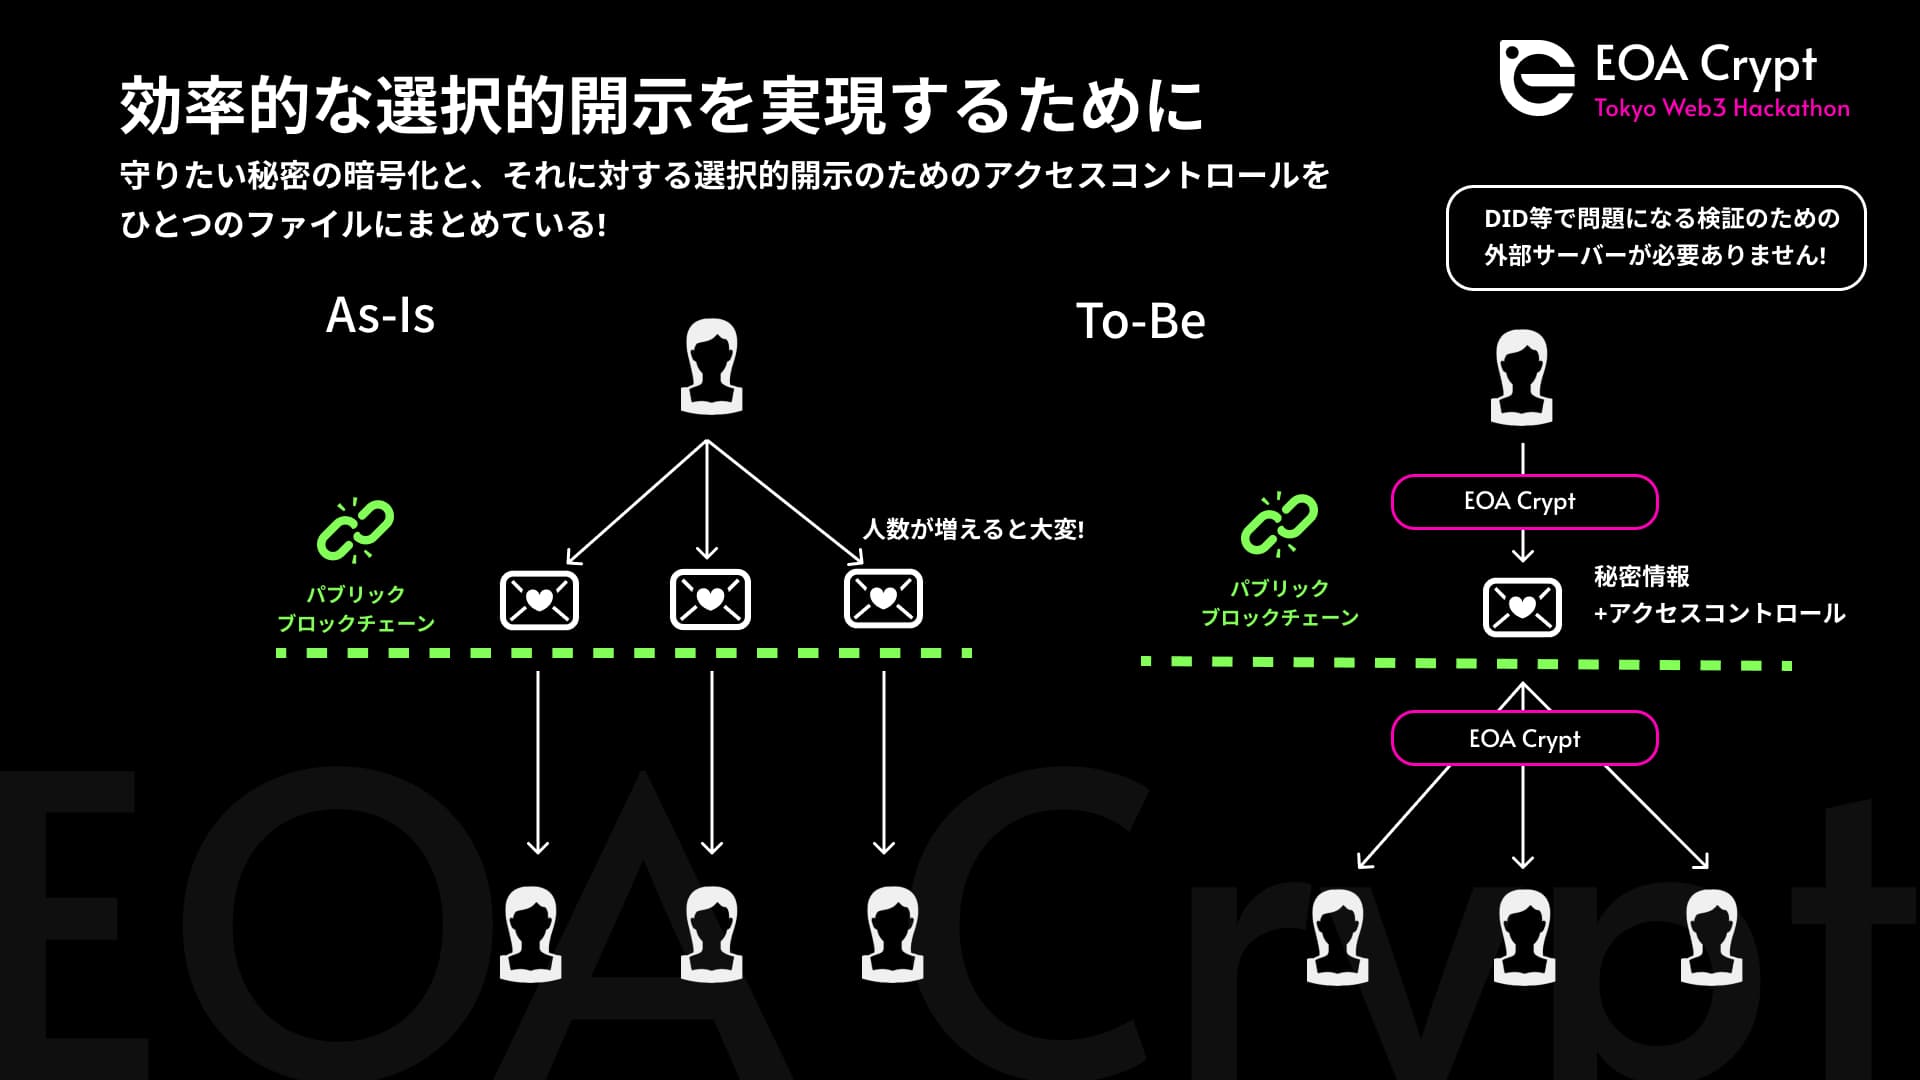 効率的な選択的開示を実現するために
守りたい秘密の暗号化と、それに対する選択的開示のためのアクセスコントロールを
ひとつのファイルにまとめている!
EOA Crypt
Tokyo Web3 Hackathon
DID等で問題になる検証のための
外部サーバーが必要ありません!
As-Is
人数が増えると大変!
パブリック
ブロックチェーン
To-Be
EOA Crypt
パブリック
ブロックチェーン
秘密情報
+アクセスコントロール
EOA Crypt
EOA Crypt